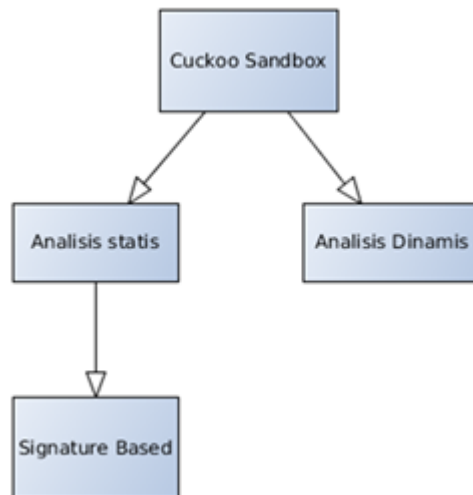 Cuckoo Sandbox
Analisis statis
Analisis Dinamis
Signature Based